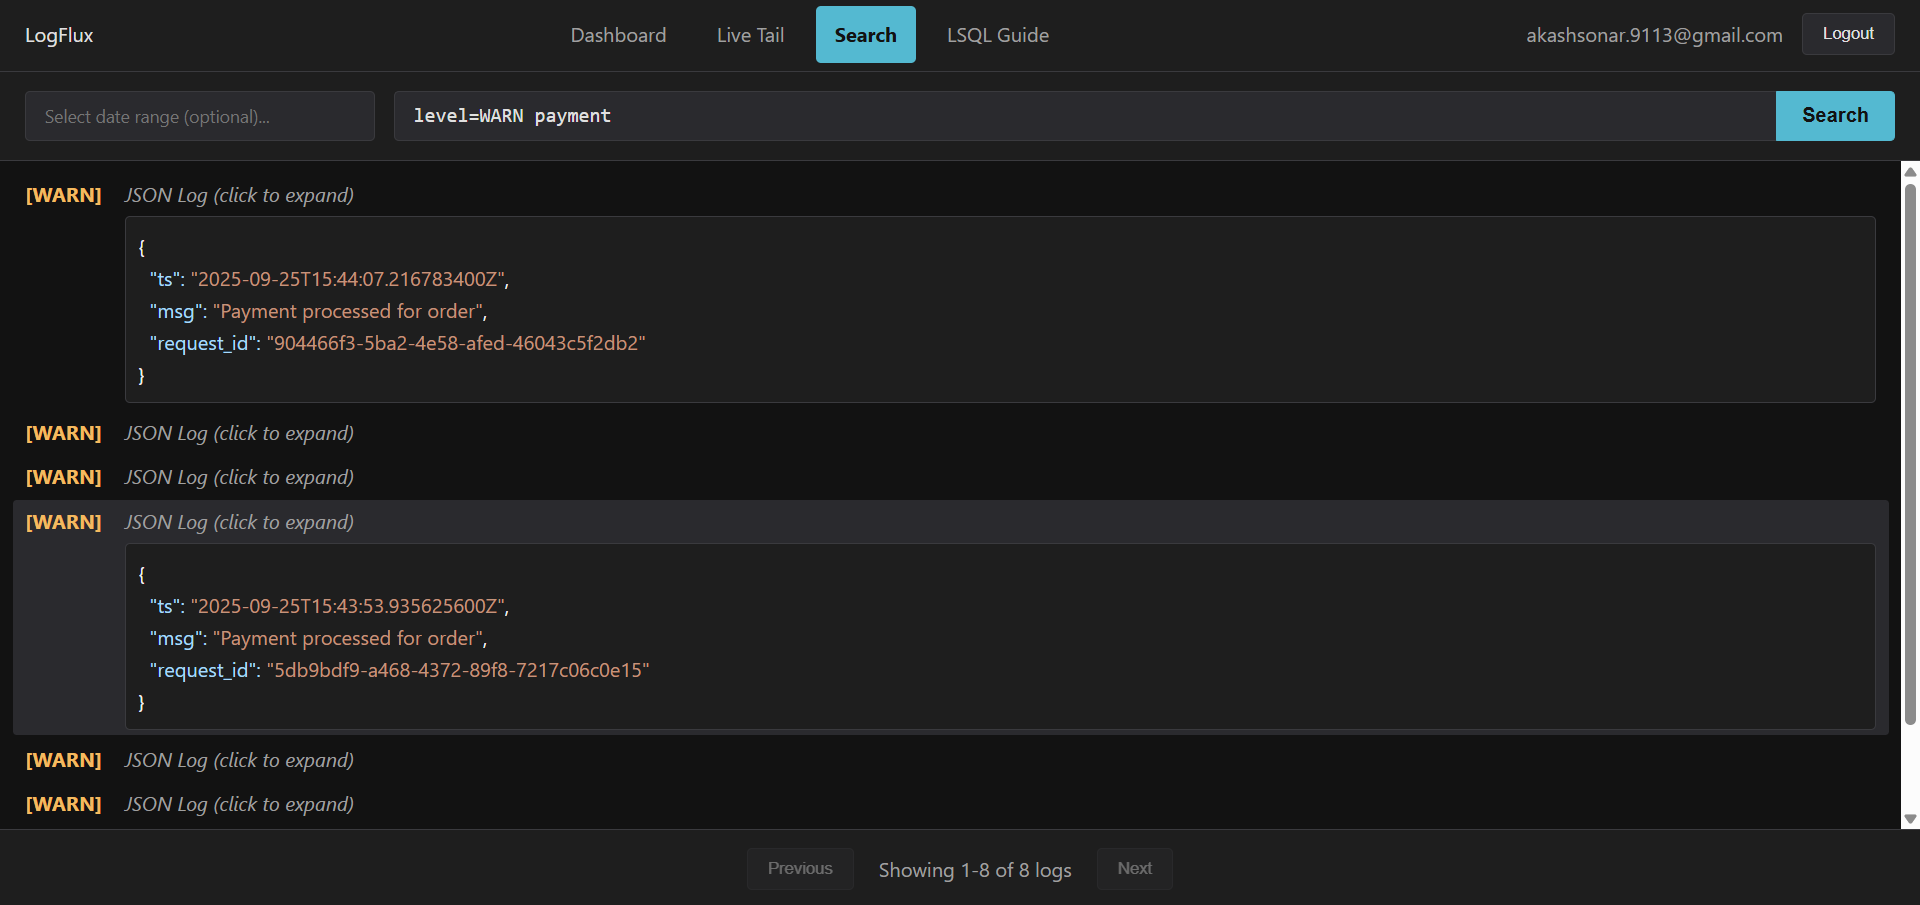 LogFlux Dashboard Live Tail Search LSQL Guide akashsonar.9113@gmail.com Logout
Select date range (optional)... level=WARN payment Search
[WARN] JSON Log (click to expand)
{
"ts": "2025-09-25T15:44:07.216783400Z",
"msg": "Payment processed for order",
"request_id": "904466f3-5ba2-4e58-afed-46043c5f2db2"
}
[WARN] JSON Log (click to expand)
[WARN] JSON Log (click to expand)
[WARN] JSON Log (click to expand)
{
"ts": "2025-09-25T15:43:53.935625600Z",
"msg": "Payment processed for order",
"request_id": "5db9bdf9-a468-4372-89f8-7217c06c0e15"
}
[WARN] JSON Log (click to expand)
[WARN] JSON Log (click to expand)
Previous Showing 1-8 of 8 logs Next